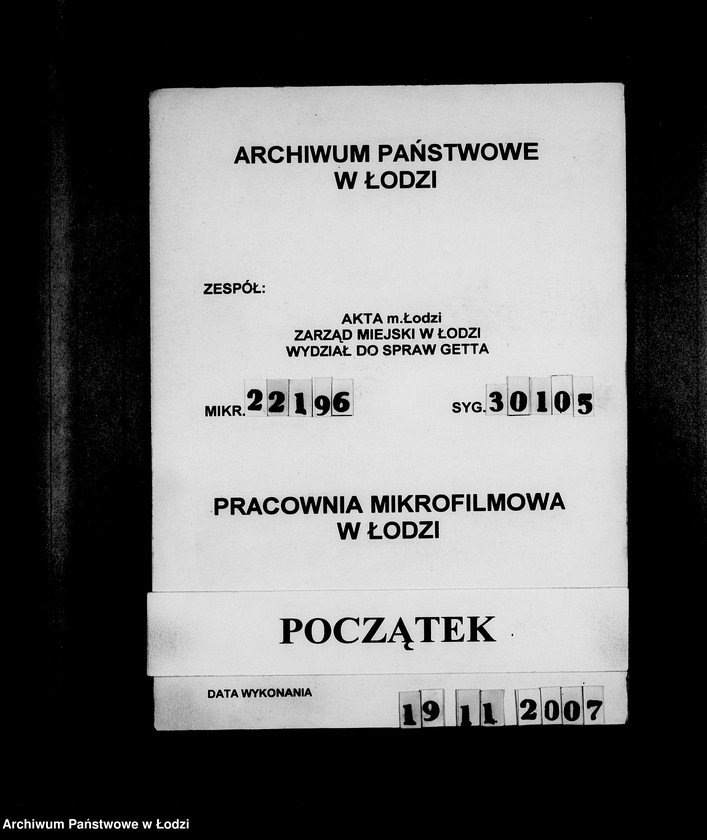 ARCHIWUM PAŃSTWOWE
W ŁODZI
ZESPÓŁ:
AKTA m.Łodzi
ZARZĄD MIEJSKI W ŁODZI
WYDZIAŁ DO SPRAW GETTA
MIKR. 22196 SYG. 30105
PRACOWNIA MIKROFILMOWA
W ŁODZI
POCZĄTEK
DATA WYKONANIA 19 11 2007
Archiwum Państwowe w Łodzi